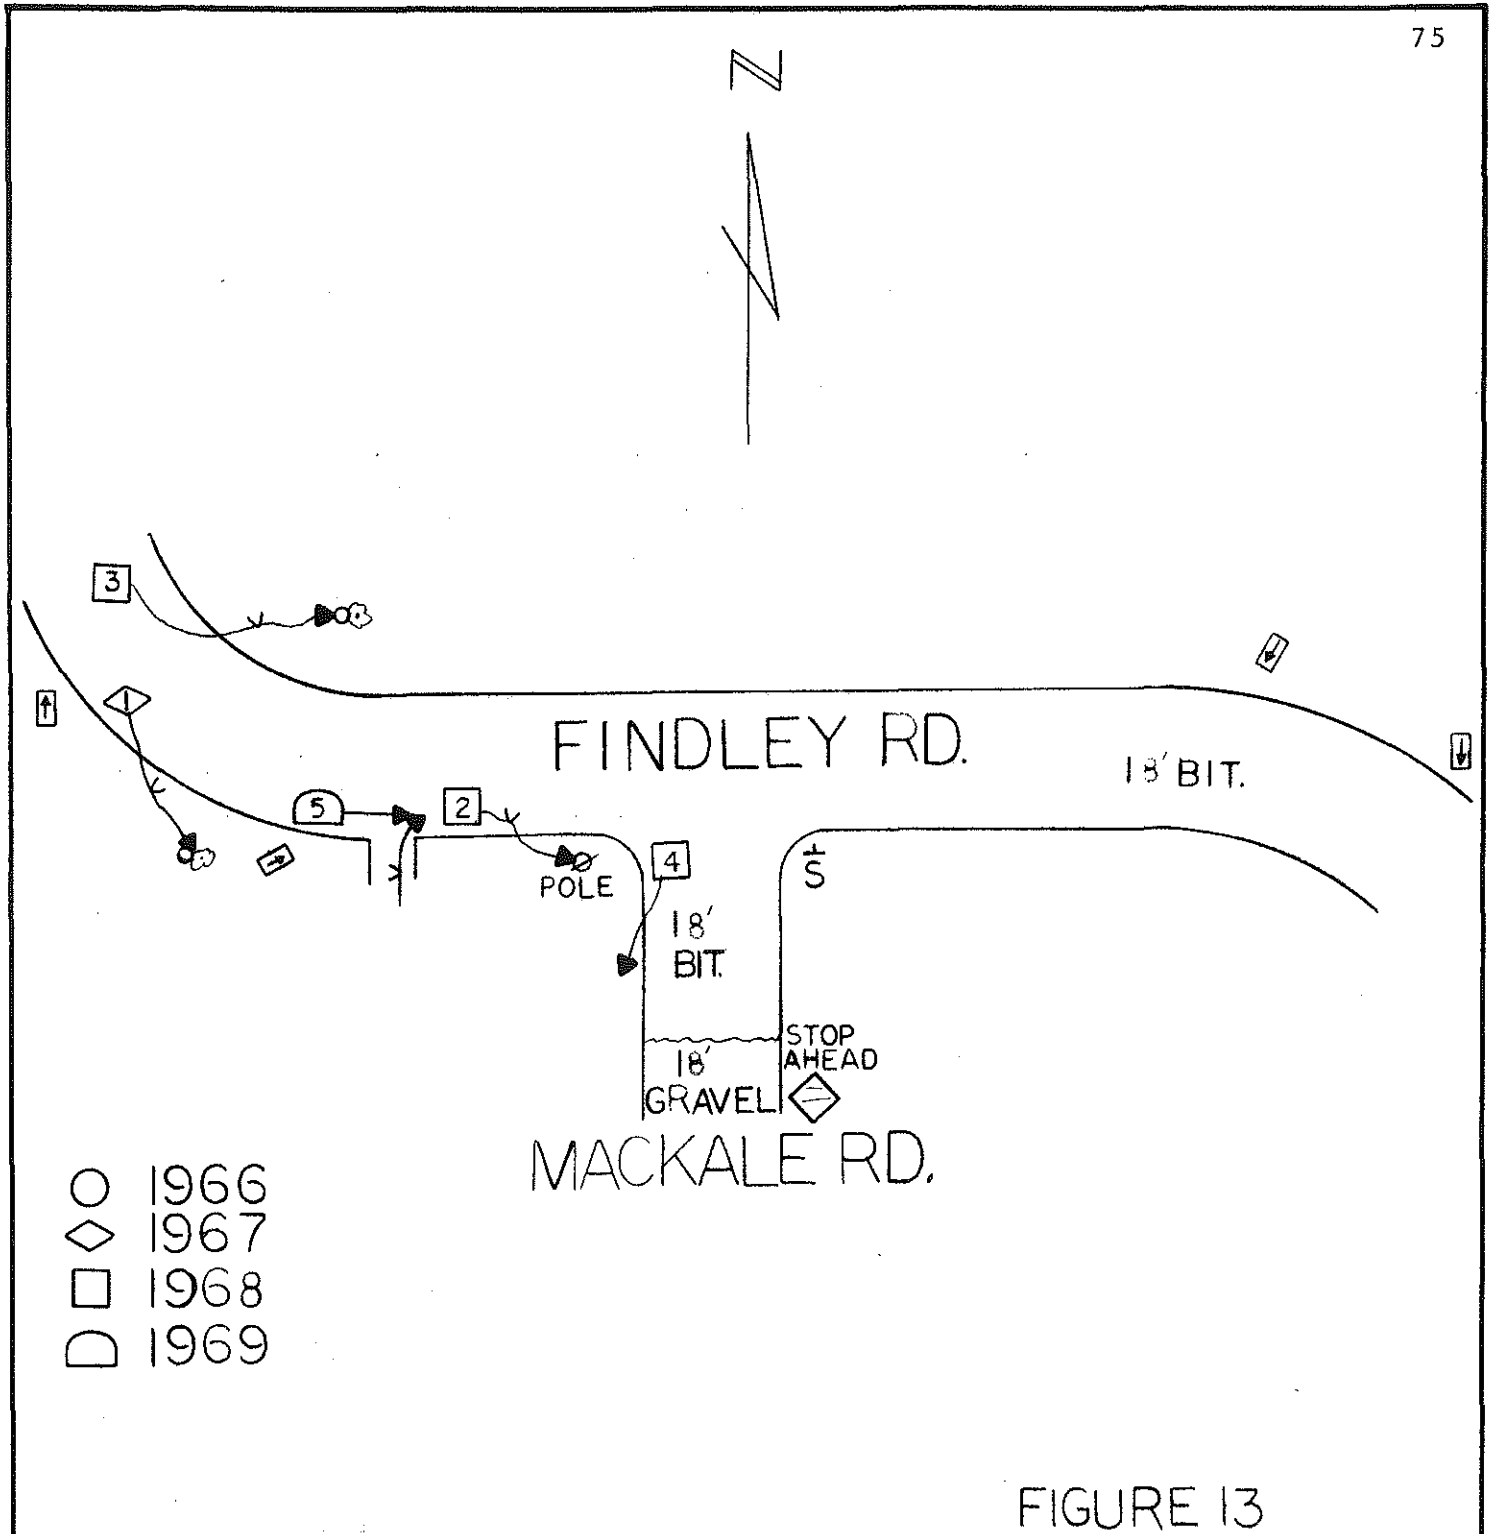 75
N
3
1
FINDLEY RD.
18' BIT.
5
2
4
POLE
S
18'
BIT.
STOP
AHEAD
18'
GRAVEL
MACKALE RD.
1966
1967
1968
1969
FIGURE 13